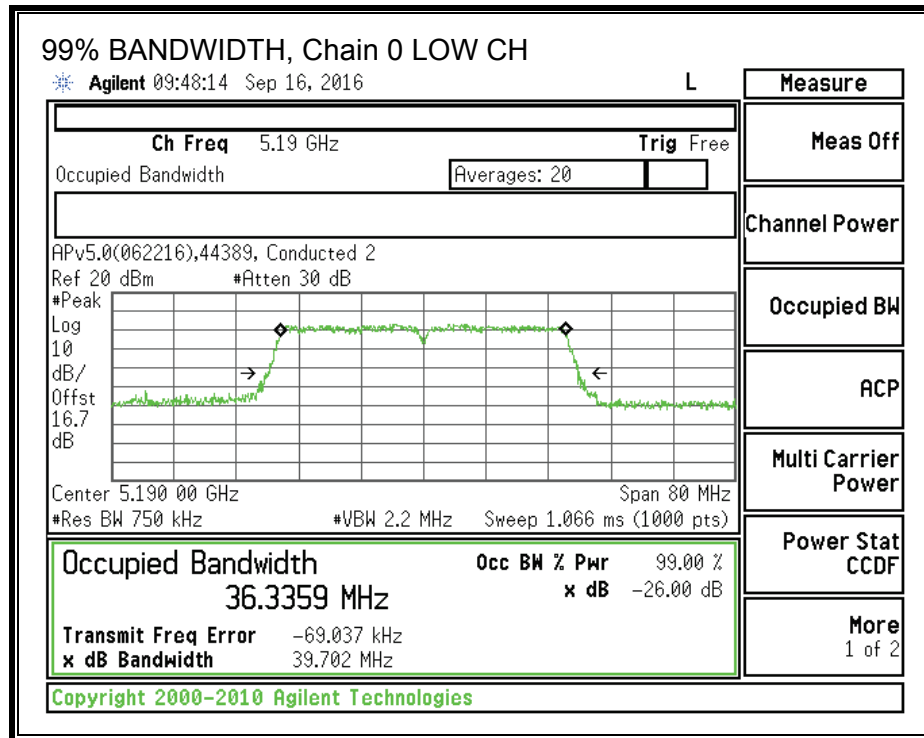 99% BANDWIDTH, Chain 0 LOW CH
Agilent 09:48:14 Sep 16, 2016 L
Measure
Ch Freq 5.19 GHz Trig Free
Meas Off
Occupied Bandwidth Averages: 20
Channel Power
APv5.0(062216),44389, Conducted 2
Ref 20 dBm #Atten 30 dB
#Peak
Log
10
dB/
Offst
16.7
dB
Occupied BW
ACP
Center 5.190 00 GHz Span 80 MHz
#Res BW 750 kHz #VBW 2.2 MHz Sweep 1.066 ms (1000 pts)
Multi Carrier
Power
Occupied Bandwidth Occ BW % Pwr 99.00 %
36.3359 MHz x dB -26.00 dB
Power Stat
CCDF
Transmit Freq Error -69.037 kHz
x dB Bandwidth 39.702 MHz
More
1 of 2
Copyright 2000-2010 Agilent Technologies